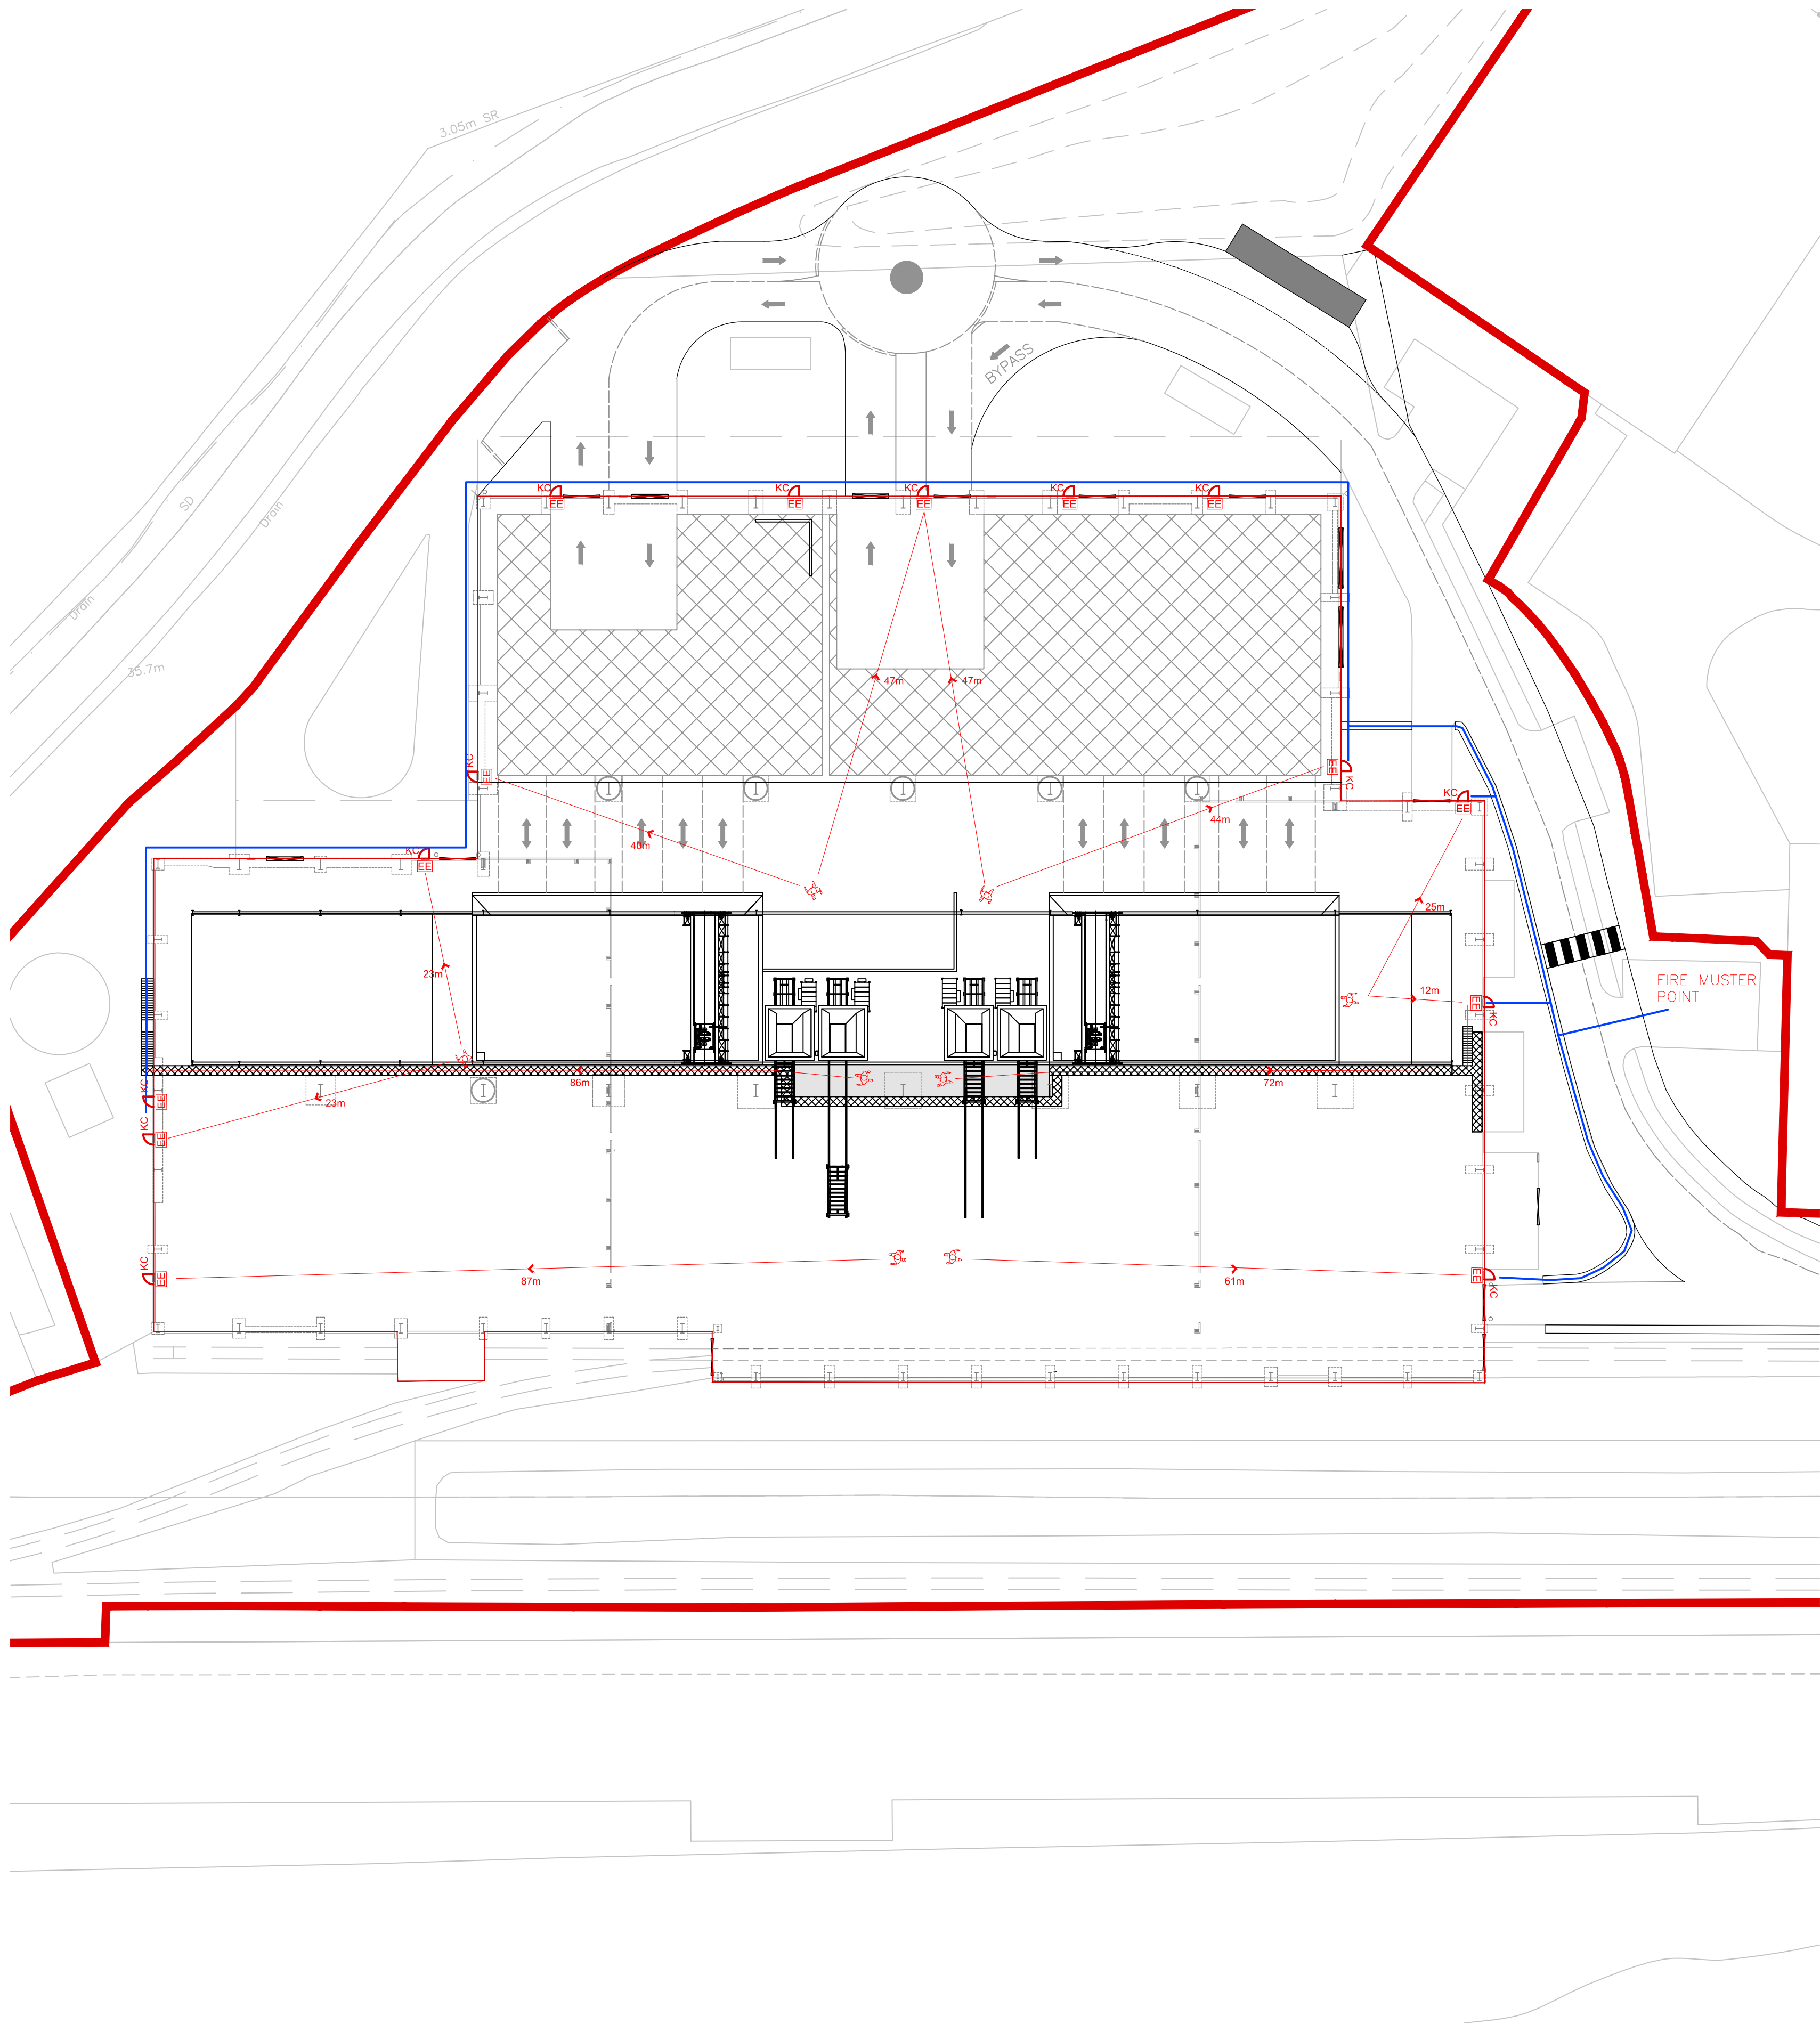 3.05m SR
BYPASS
SD
Drain
KC
KC
KC
KC
KC
EE
EE
EE
EE
EE
Drain
35.7m
47m
47m
KC
EE
EE
KC
KC
EE
44m
40m
KC
EE
25m
23m
FIRE MUSTER
POINT
12m
EE
KC
86m
72m
KC
EE
23m
KC
EE
KC
EE
87m
61m
EE
KC